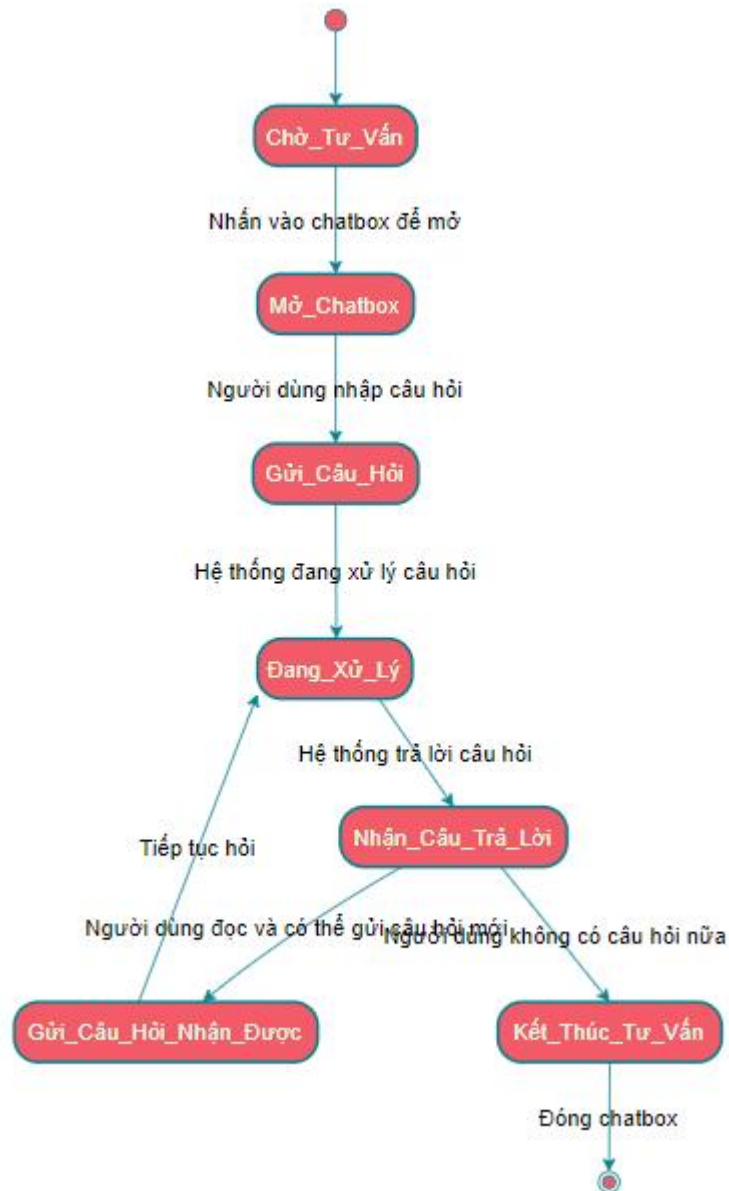 Chờ_Tư_Vấn
Nhấn vào chatbox để mở
Mở_Chatbox
Người dùng nhập câu hỏi
Gửi_Câu_Hỏi
Hệ thống đang xử lý câu hỏi
Đang_Xử_Lý
Hệ thống trả lời câu hỏi
Nhận_Câu_Trả_Lời
Tiếp tục hỏi
Người dùng đọc và có thể gửi câu hỏi mới
Người dùng không có câu hỏi nữa
Gửi_Câu_Hỏi_Nhận_Được
Kết_Thúc_Tư_Vấn
Đóng chatbox